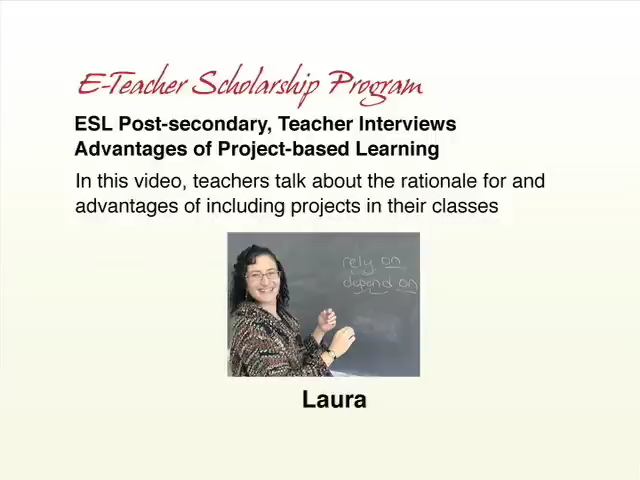 E-Teacher Scholarship Program
ESL Post-secondary, Teacher Interviews
Advantages of Project-based Learning
In this video, teachers talk about the rationale for and
advantages of including projects in their classes
rely on
depend on
Laura